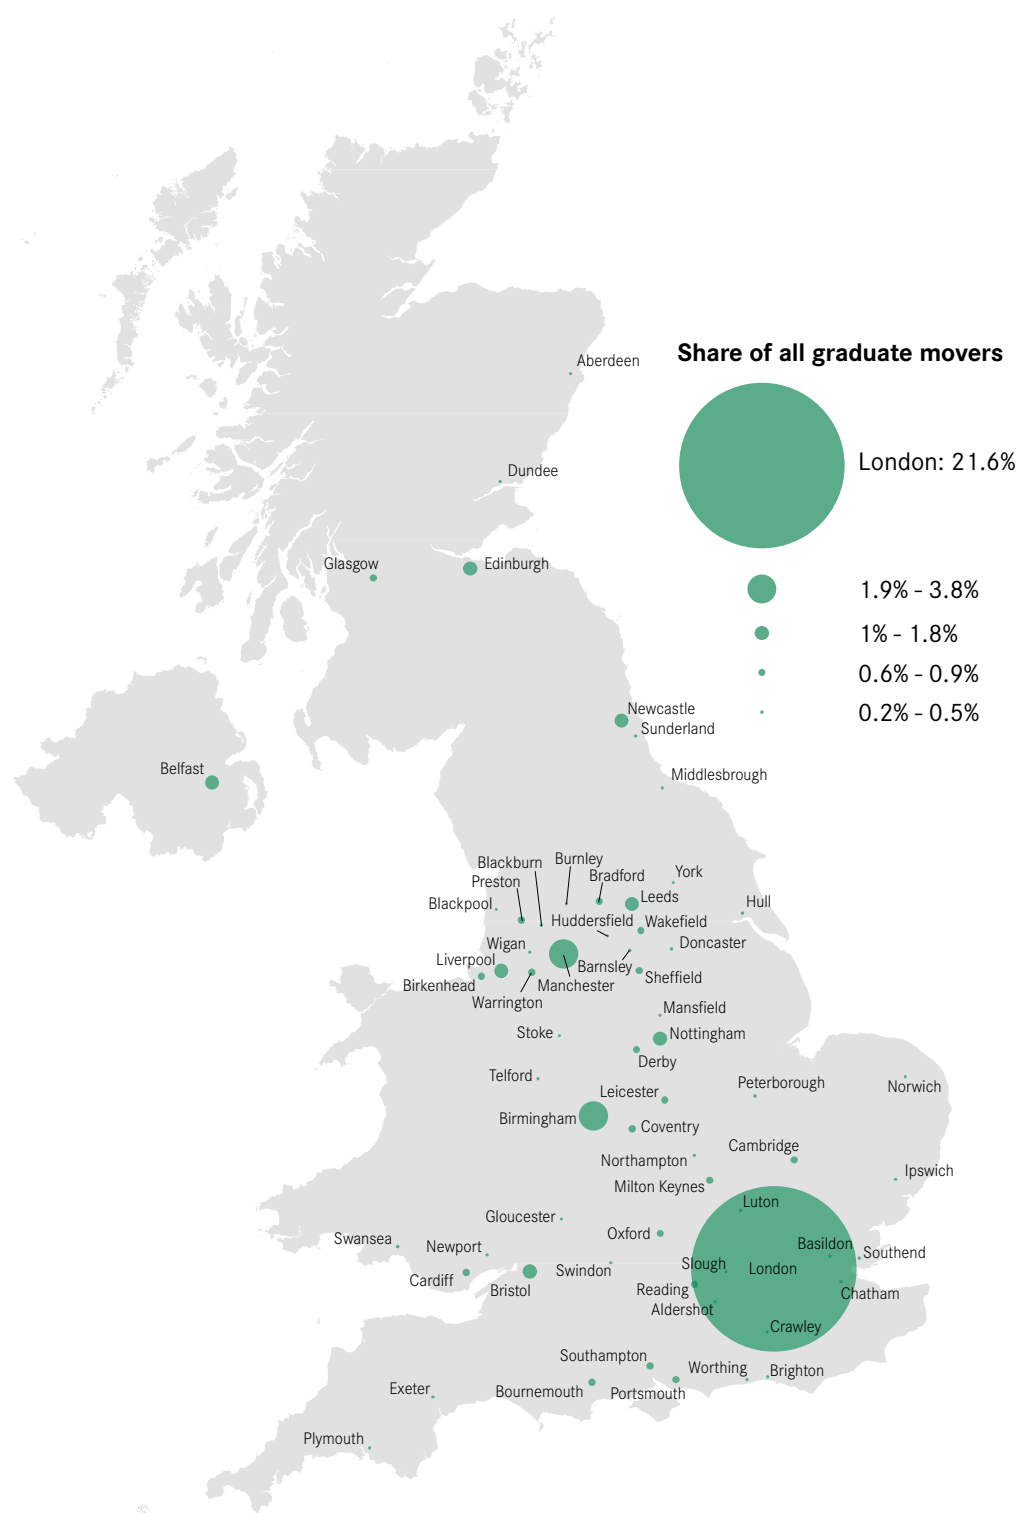 Share of all graduate movers
London: 21.6%
1.9% - 3.8%
1% - 1.8%
0.6% - 0.9%
0.2% - 0.5%
Aberdeen
Dundee
Glasgow
Edinburgh
Newcastle
Sunderland
Belfast
Middlesbrough
Blackburn
Burnley
Preston
Bradford
York
Blackpool
Leeds
Hull
Huddersfield
Wakefield
Wigan
Doncaster
Liverpool
Barnsley
Birkenhead
Manchester
Sheffield
Warrington
Mansfield
Stoke
Nottingham
Derby
Telford
Leicester
Peterborough
Norwich
Birmingham
Coventry
Cambridge
Northampton
Ipswich
Milton Keynes
Luton
Gloucester
Oxford
Swansea
Newport
Basildon
Southend
Cardiff
Bristol
Swindon
Slough
London
Reading
Chatham
Aldershot
Crawley
Southampton
Worthing
Brighton
Exeter
Bournemouth
Portsmouth
Plymouth